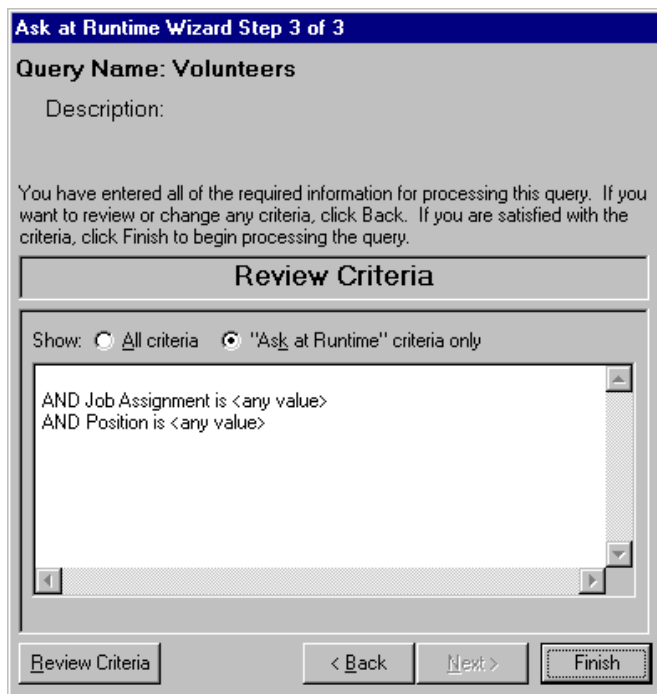 Ask at Runtime Wizard Step 3 of 3
Query Name: Volunteers
Description:
You have entered all of the required information for processing this query. If you
want to review or change any criteria, click Back. If you are satisfied with the
criteria, click Finish to begin processing the query.
Review Criteria
Show: All criteria "Ask at Runtime" criteria only
AND Job Assignment is <any value>
AND Position is <any value>
Review Criteria < Back Next > Finish